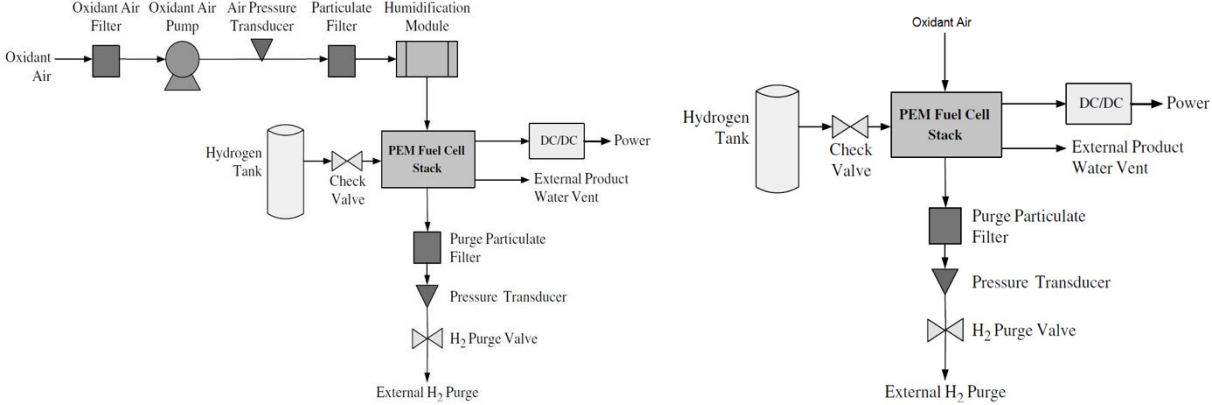 Oxidant Air
Filter
Oxidant Air
Pump
Air Pressure
Transducer
Particulate
Filter
Humidification
Module
Oxidant
Air
Hydrogen
Tank
Check
Valve
PEM Fuel Cell
Stack
DC/DC
Power
External Product
Water Vent
Purge Particulate
Filter
Pressure Transducer
H₂ Purge Valve
External H₂ Purge
Oxidant Air
Hydrogen
Tank
Check
Valve
PEM Fuel Cell
Stack
DC/DC
Power
External Product
Water Vent
Purge Particulate
Filter
Pressure Transducer
H₂ Purge Valve
External H₂ Purge